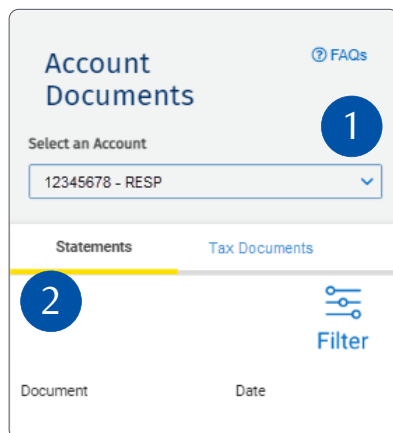 Account
Documents
? FAQs
1
Select an Account
12345678 - RESP
Statements
Tax Documents
2
Filter
Document
Date